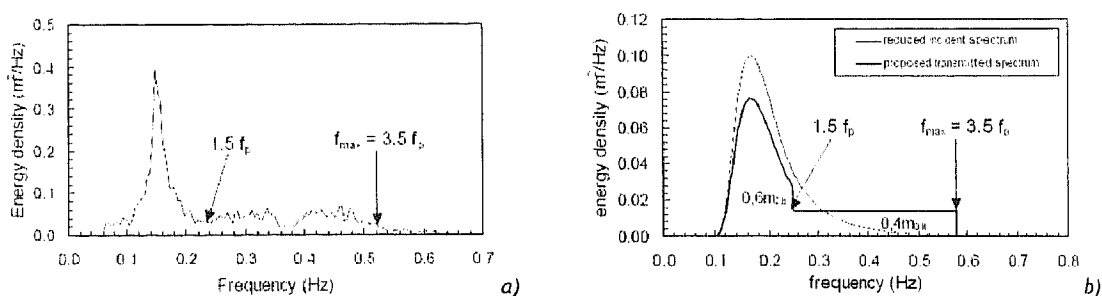 0.5
0.4
0.3
0.2
0.1
0.0
Energy density (m²/Hz)
1.5 fp
fmax = 3.5 fp
0.0 0.1 0.2 0.3 0.4 0.5 0.6 0.7
Frequency (Hz)
a)
0.12
0.10
0.08
0.06
0.04
0.02
0.00
energy density (m²/Hz)
reduced incident spectrum
proposed transmitted spectrum
1.5 fp
fmax = 3.5 fp
0,6m
0,4m
0.0 0.1 0.2 0.3 0.4 0.5 0.6 0.7 0.8
frequency (Hz)
b)